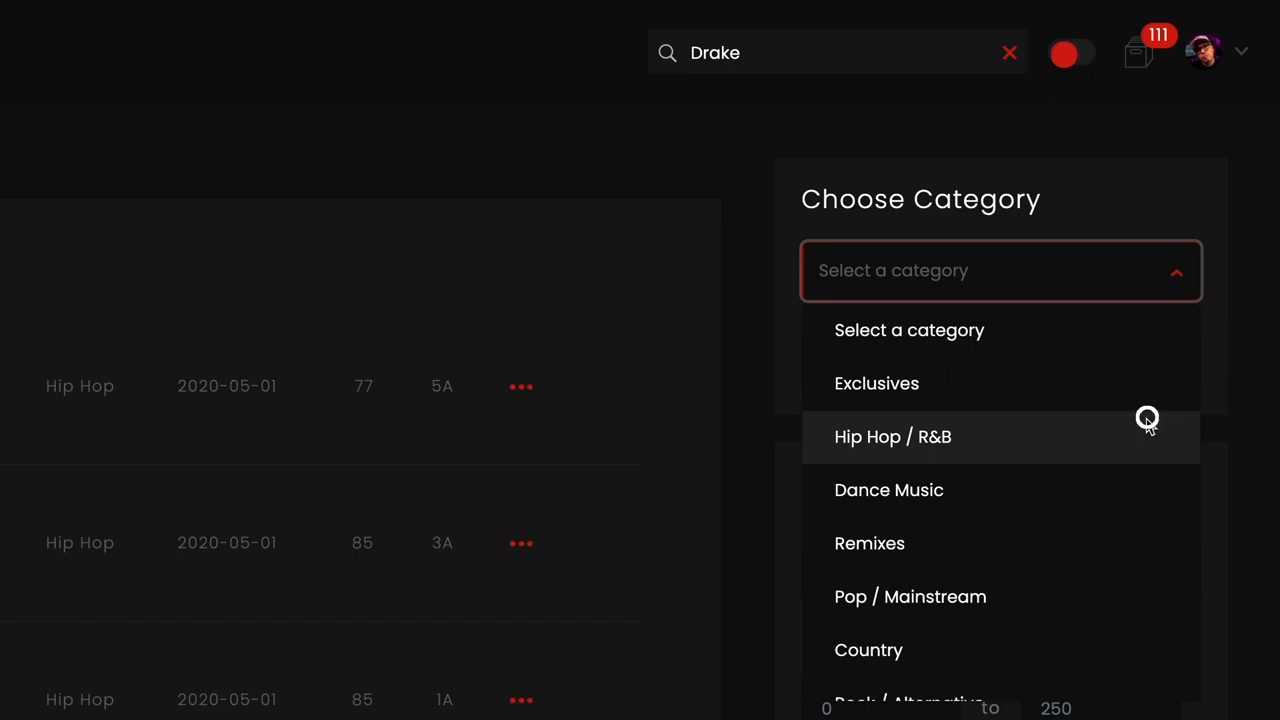 Drake
111
Choose Category
Select a category
Select a category
Exclusives
Hip Hop / R&B
Dance Music
Remixes
Pop / Mainstream
Country
Rock / Alternative
0 to 250
Hip Hop 2020-05-01 77 5A
Hip Hop 2020-05-01 85 3A
Hip Hop 2020-05-01 85 1A